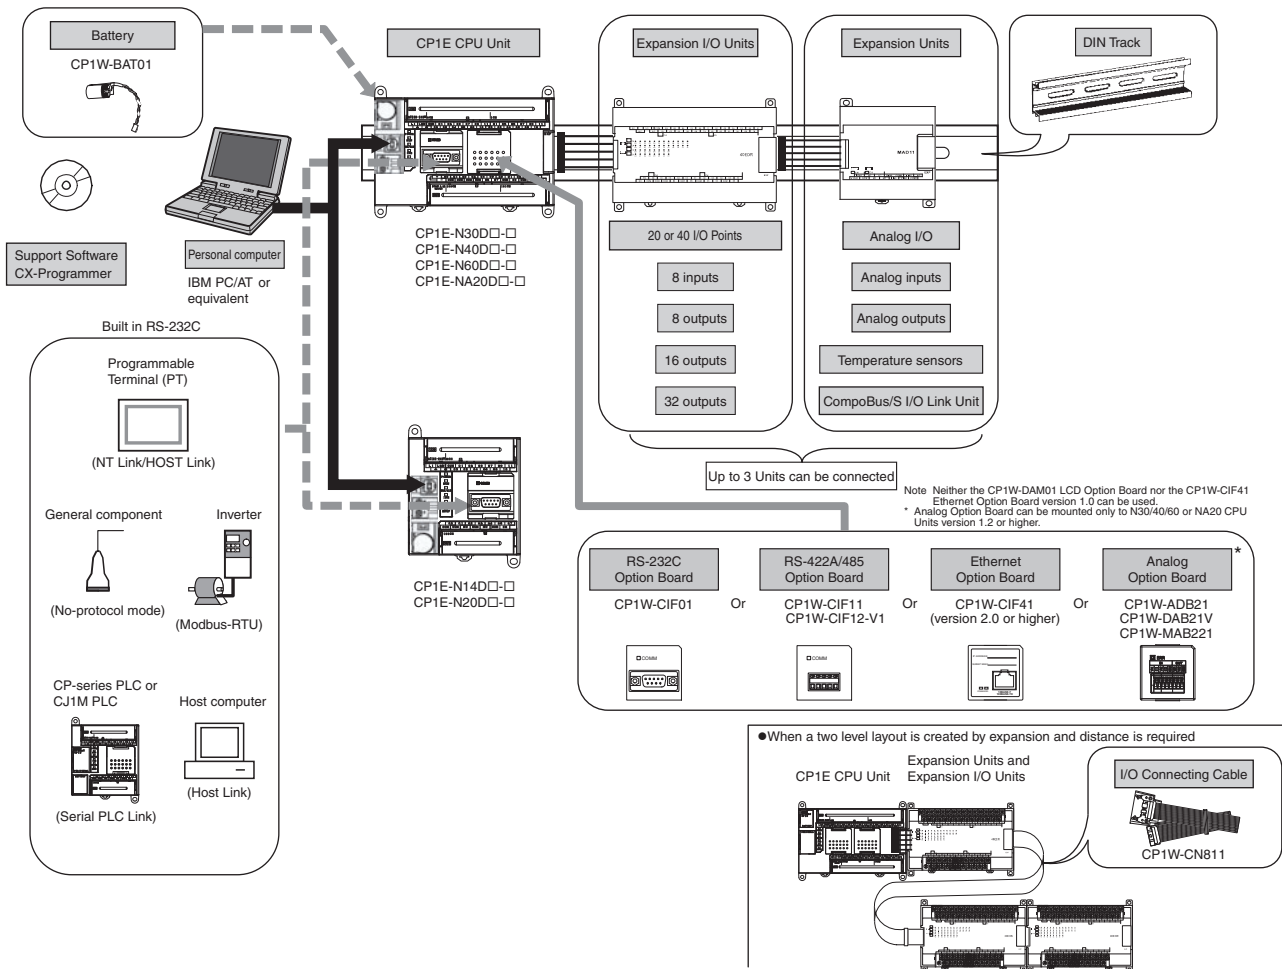 Battery
CP1W-BAT01
CP1E CPU Unit
Expansion I/O Units
Expansion Units
DIN Track
40EDR
MAD11
CP1E-N30D□-□
CP1E-N40D□-□
CP1E-N60D□-□
CP1E-NA20D□-□
20 or 40 I/O Points
8 inputs
8 outputs
16 outputs
32 outputs
Analog I/O
Analog inputs
Analog outputs
Temperature sensors
CompoBus/S I/O Link Unit
Up to 3 Units can be connected
Support Software
CX-Programmer
Personal computer
IBM PC/AT or
equivalent
Built in RS-232C
Programmable
Terminal (PT)
(NT Link/HOST Link)
General component
(No-protocol mode)
Inverter
(Modbus-RTU)
CP-series PLC or
CJ1M PLC
(Serial PLC Link)
Host computer
(Host Link)
CP1E-N14D□-□
CP1E-N20D□-□
Note Neither the CP1W-DAM01 LCD Option Board nor the CP1W-CIF41
Ethernet Option Board version 1.0 can be used.
* Analog Option Board can be mounted only to N30/40/60 or NA20 CPU
Units version 1.2 or higher.
RS-232C
Option Board
CP1W-CIF01
COMM
Or
RS-422A/485
Option Board
CP1W-CIF11
CP1W-CIF12-V1
COMM
Or
Ethernet
Option Board
CP1W-CIF41
(version 2.0 or higher)
Or
Analog
Option Board
*
CP1W-ADB21
CP1W-DAB21V
CP1W-MAB221
●When a two level layout is created by expansion and distance is required
CP1E CPU Unit
Expansion Units and
Expansion I/O Units
I/O Connecting Cable
CP1W-CN811